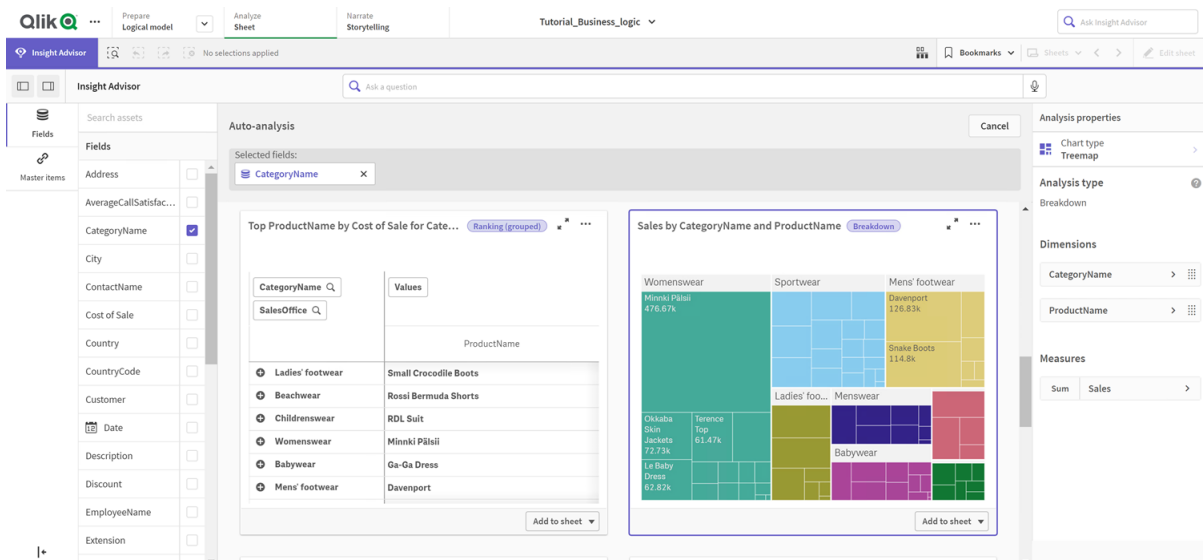 Qlik
Prepare
Logical model
Analyze
Sheet
Narrate
Storytelling
Tutorial_Business_logic
Ask Insight Advisor
Insight Advisor
No selections applied
Bookmarks
Sheets
Edit sheet
Insight Advisor
Ask a question
Fields
Master items
Search assets
Fields
Address
AverageCallSatisfac...
CategoryName
City
ContactName
Cost of Sale
Country
CountryCode
Customer
Date
Description
Discount
EmployeeName
Extension
Auto-analysis
Cancel
Selected fields:
CategoryName
Top ProductName by Cost of Sale for Cate...
Ranking (grouped)
CategoryName
Values
SalesOffice
ProductName
Ladies' footwear Small Crocodile Boots
Beachwear Rossi Bermuda Shorts
Childrenswear RDL Suit
Womenswear Minnki Pälsii
Babywear Ga-Ga Dress
Mens' footwear Davenport
Add to sheet
Sales by CategoryName and ProductName
Breakdown
Womenswear
Minnki Pälsii
476.67k
Okkaba
Skin
Jackets
72.73k
Terence
Top
61.47k
Le Baby
Dress
62.82k
Sportwear
Mens' footwear
Davenport
126.83k
Snake Boots
114.8k
Ladies' foo...
Menswear
Babywear
Add to sheet
Analysis properties
Chart type
Treemap
Analysis type
Breakdown
Dimensions
CategoryName
ProductName
Measures
Sum Sales